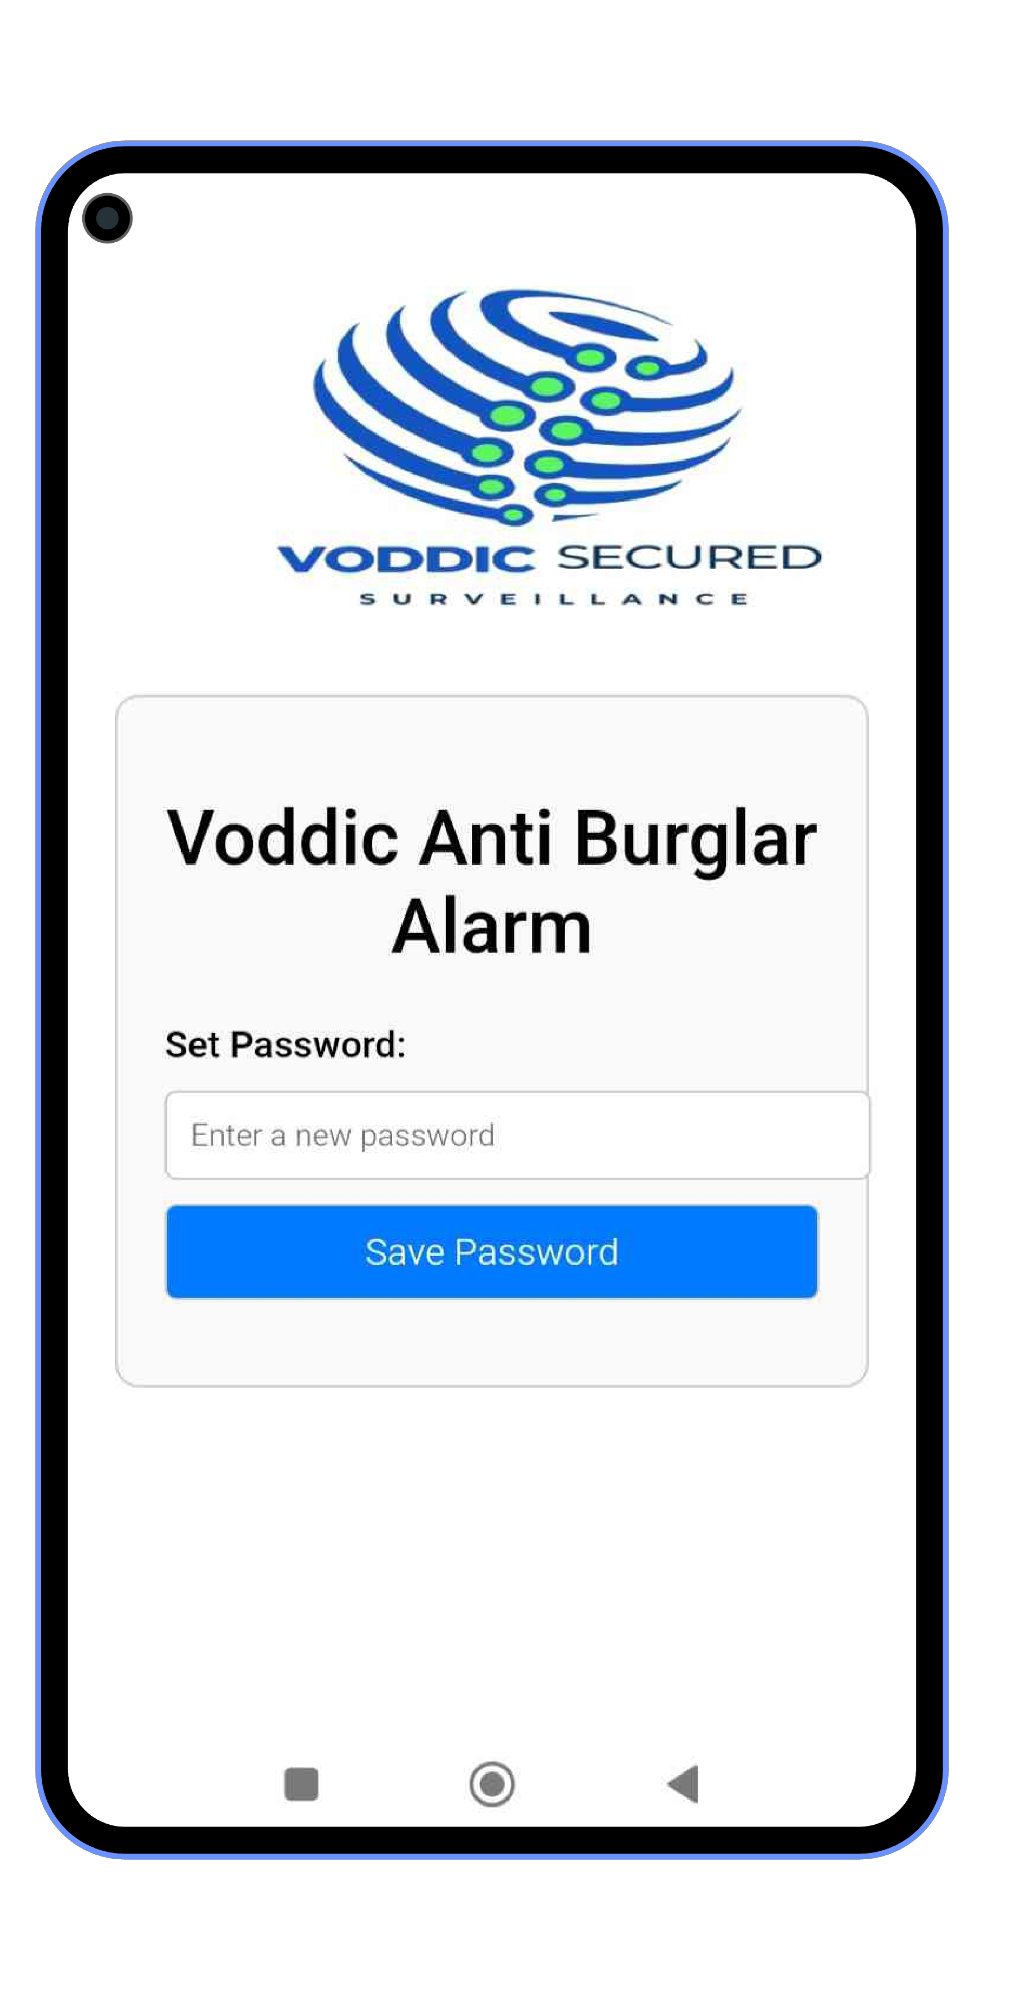 VODDIC SECURED
SURVEILLANCE
Voddic Anti Burglar
Alarm
Set Password:
Enter a new password
Save Password